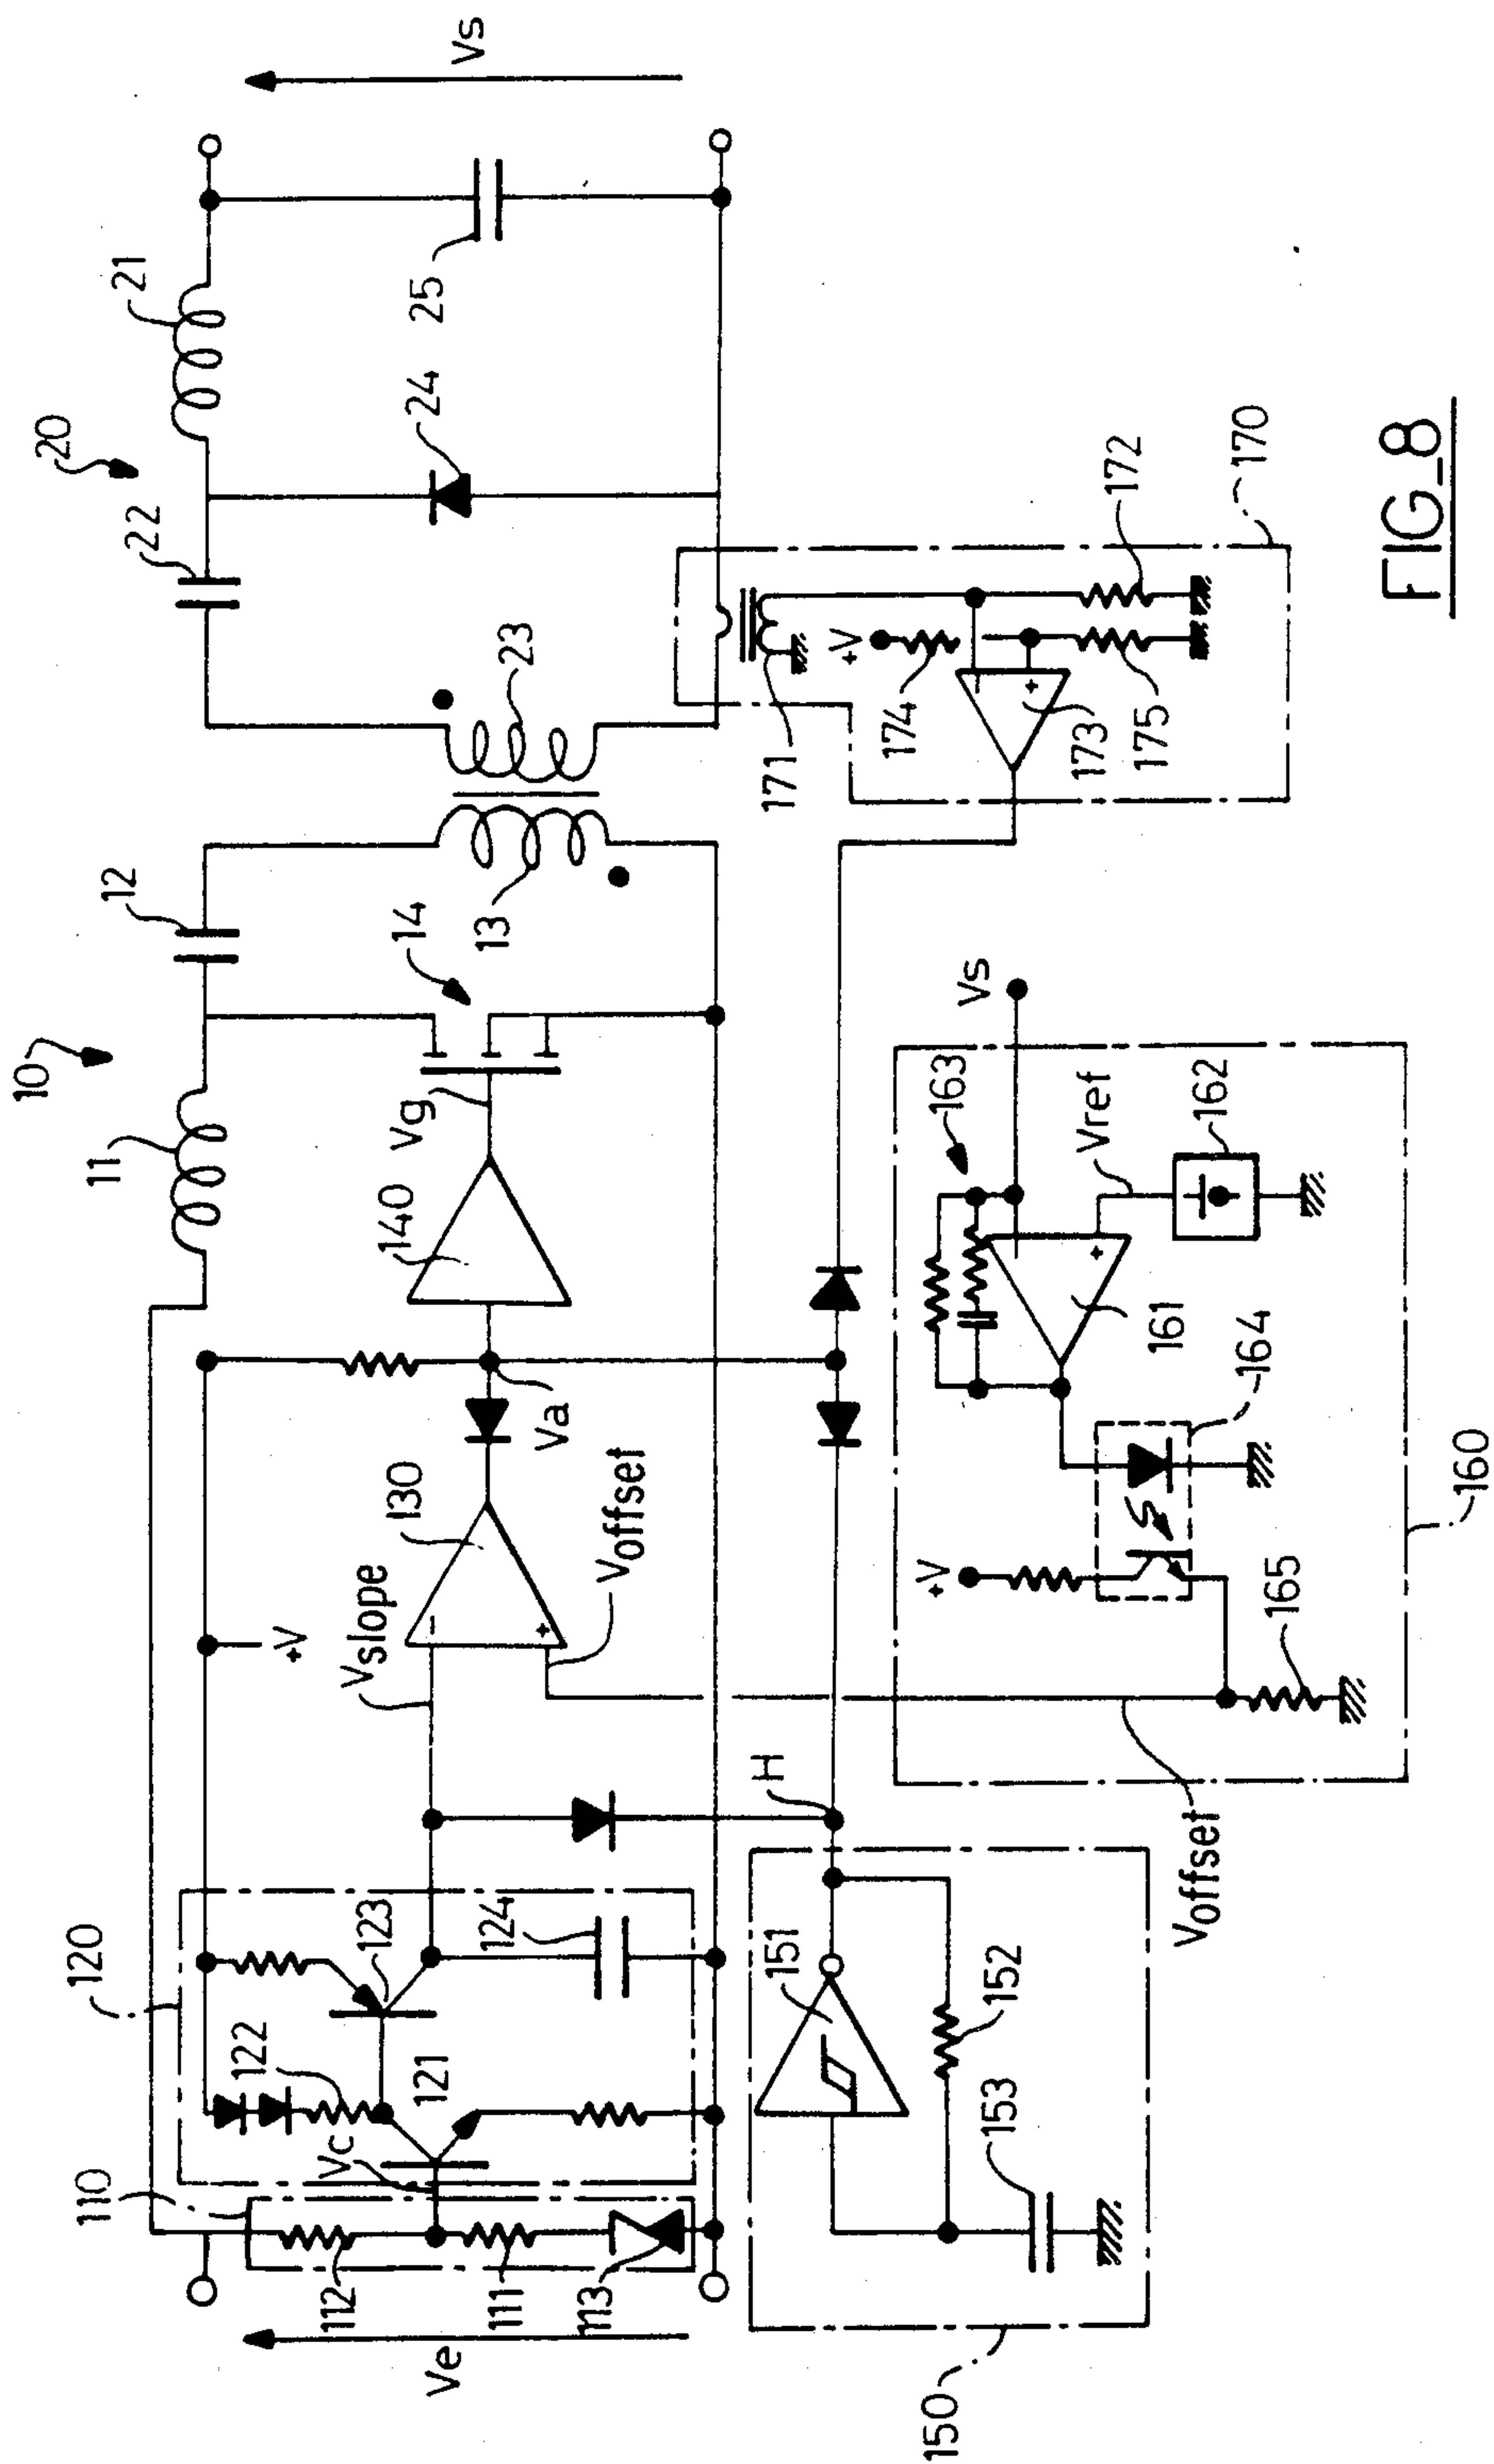 10
11
12
20
22
21
Vs
110
120
122
123
121
124
Vc
112
111
113
Ve
+V
Vslope
130
Voffset
Va
140
Vg
14
13
23
24
25
H
150
151
152
153
Voffset
160
163
Vs
161
Vref
162
164
+V
165
170
171
+V
174
173
175
172
-
+
-
+
-
+
FIG_8